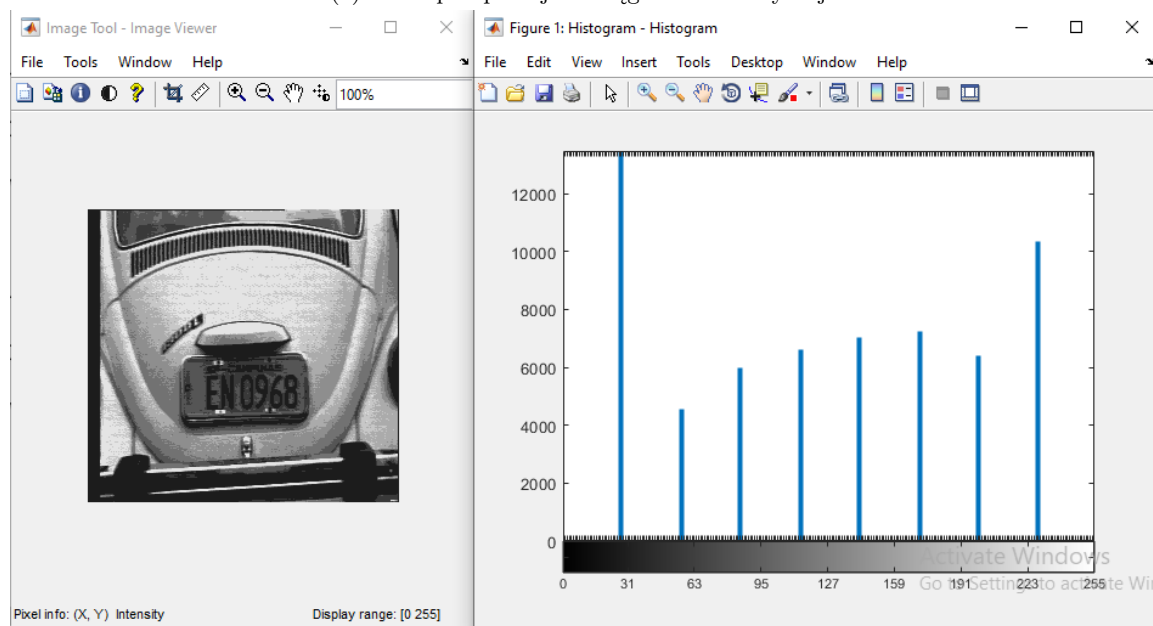 Image Tool - Image Viewer
File Tools Window Help
100%
CAMPINAS
EN 0968
Pixel info: (X, Y) Intensity
Display range: [0 255]
Figure 1: Histogram - Histogram
File Edit View Insert Tools Desktop Window Help
12000
10000
8000
6000
4000
2000
0
0 31 63 95 127 159 191 223 255
Activate Windows
Go to Settings to activate Wi